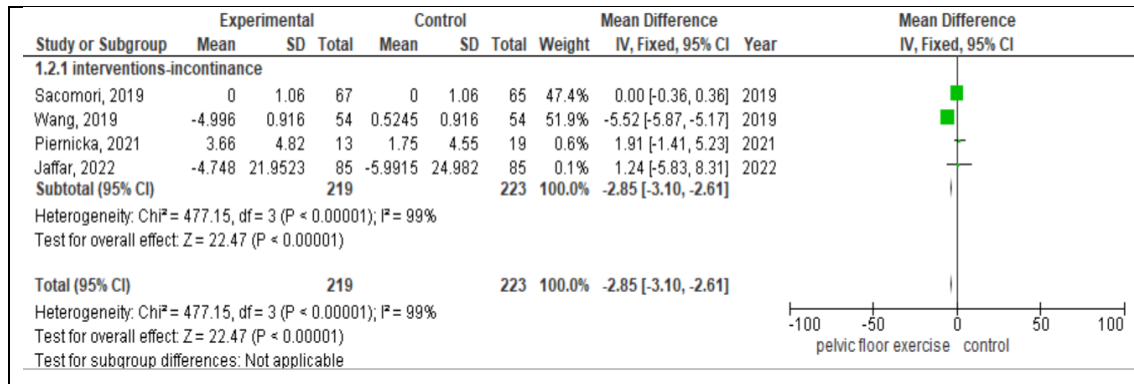 Experimental Control Mean Difference Mean Difference
Study or Subgroup Mean SD Total Mean SD Total Weight IV, Fixed, 95% CI Year IV, Fixed, 95% CI
1.2.1 interventions-incontinance
Sacomori, 2019 0 1.06 67 0 1.06 65 47.4% 0.00 [-0.36, 0.36] 2019
Wang, 2019 -4.996 0.916 54 0.5245 0.916 54 51.9% -5.52 [-5.87, -5.17] 2019
Piernicka, 2021 3.66 4.82 13 1.75 4.55 19 0.6% 1.91 [-1.41, 5.23] 2021
Jaffar, 2022 -4.748 21.9523 85 -5.9915 24.982 85 0.1% 1.24 [-5.83, 8.31] 2022
Subtotal (95% CI) 219 223 100.0% -2.85 [-3.10, -2.61]
Heterogeneity: Chi² = 477.15, df = 3 (P < 0.00001); I² = 99%
Test for overall effect: Z = 22.47 (P < 0.00001)
Total (95% CI) 219 223 100.0% -2.85 [-3.10, -2.61]
Heterogeneity: Chi² = 477.15, df = 3 (P < 0.00001); I² = 99%
Test for overall effect: Z = 22.47 (P < 0.00001)
Test for subgroup differences: Not applicable
-100 -50 0 50 100
pelvic floor exercise control